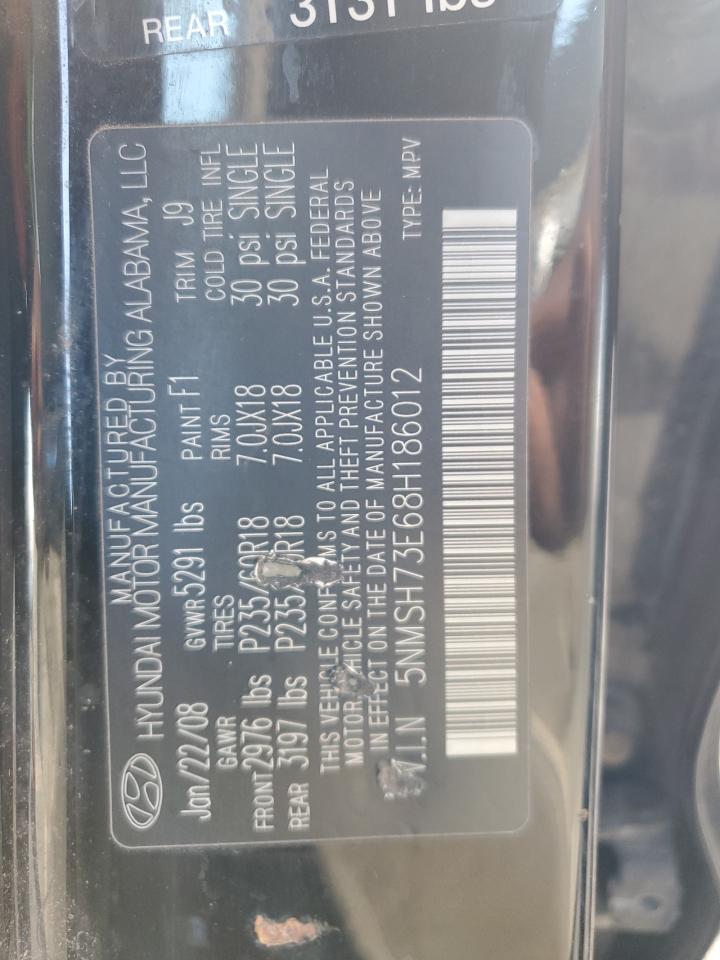 REAR
MANUFACTURED BY
HYUNDAI MOTOR MANUFACTURING ALABAMA, LLC
Jan/22/08 GVWR 5291 lbs PAINT F1 TRIM J9
GAWR TIRES RIMS COLD TIRE INFL
FRONT 2976 lbs P235/60R18 7.0JX18 30 psi SINGLE
REAR 3197 lbs 7.0JX18 30 psi SINGLE
THIS VEHICLE CONFORMS TO ALL APPLICABLE U.S.A. FEDERAL
MOTOR VEHICLE SAFETY AND THEFT PREVENTION STANDARDS
IN EFFECT ON THE DATE OF MANUFACTURE SHOWN ABOVE
V.I.N 5NMSH73E68H186012 TYPE: MPV